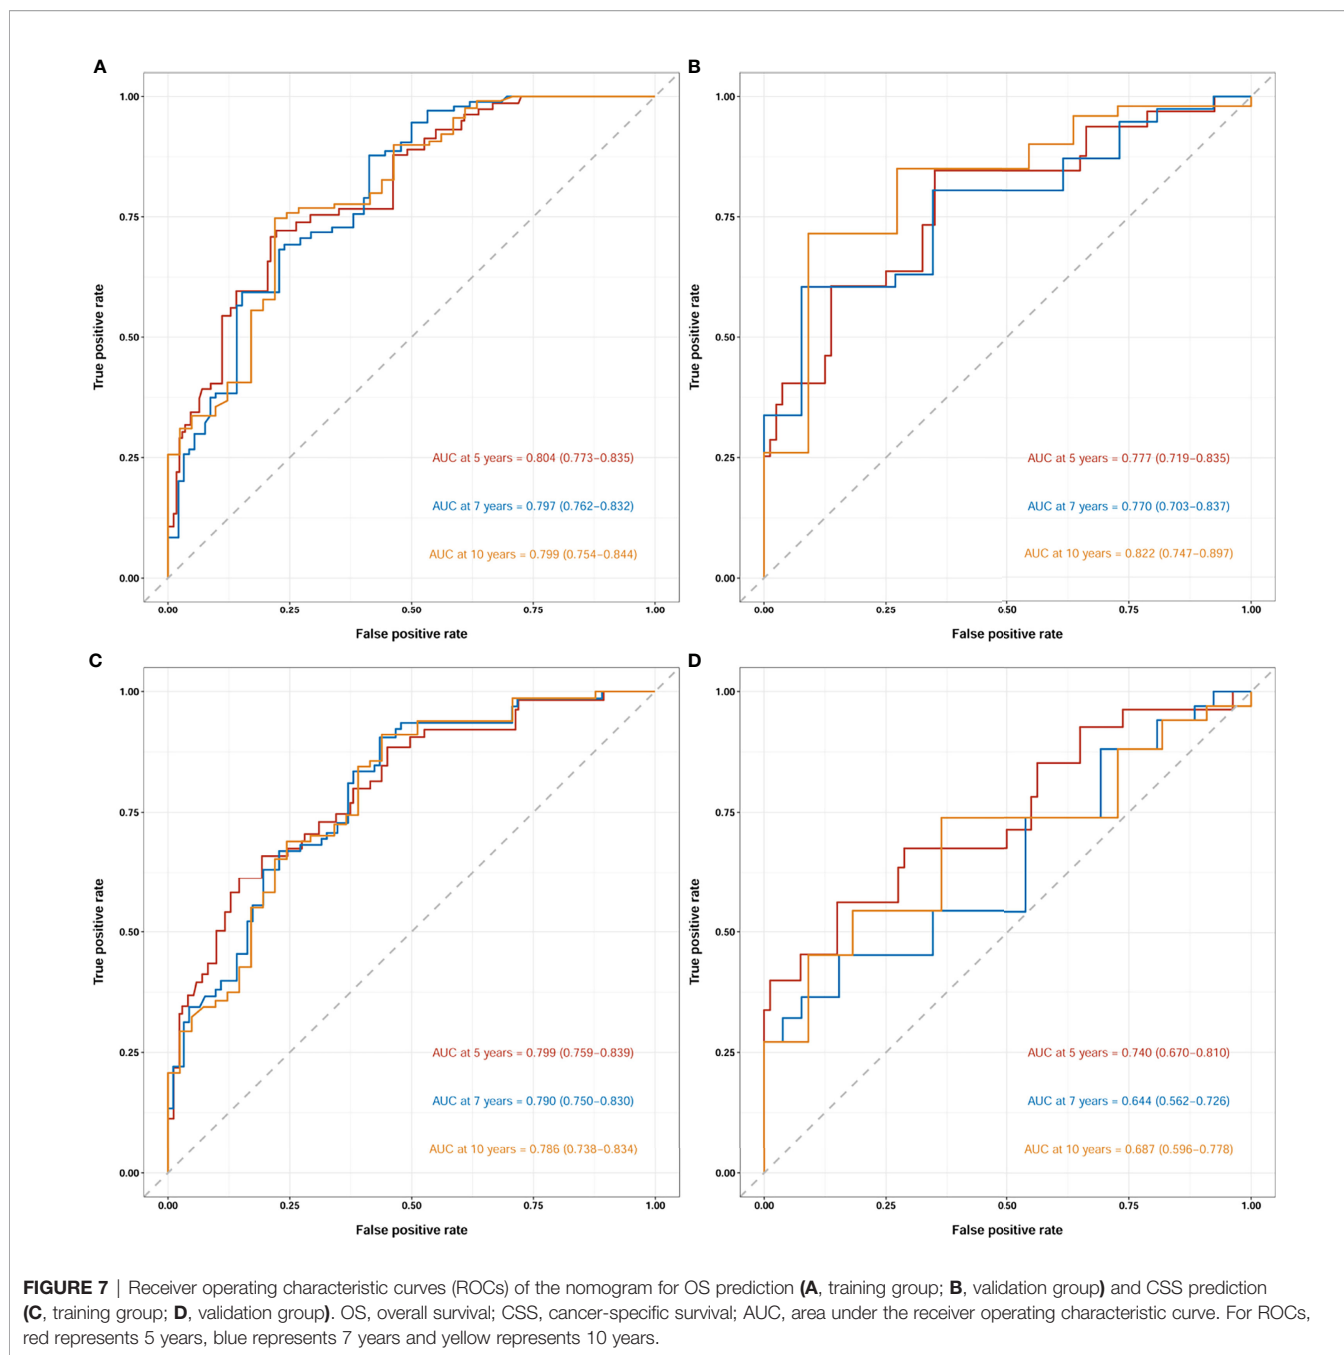 A
1.00
0.75
0.50
0.25
0.00
True positive rate
AUC at 5 years = 0.804 (0.773–0.835)
AUC at 7 years = 0.797 (0.762–0.832)
AUC at 10 years = 0.799 (0.754–0.844)
0.00 0.25 0.50 0.75 1.00
False positive rate
B
1.00
0.75
0.50
0.25
0.00
True positive rate
AUC at 5 years = 0.777 (0.719–0.835)
AUC at 7 years = 0.770 (0.703–0.837)
AUC at 10 years = 0.822 (0.747–0.897)
0.00 0.25 0.50 0.75 1.00
False positive rate
C
1.00
0.75
0.50
0.25
0.00
True positive rate
AUC at 5 years = 0.799 (0.759–0.839)
AUC at 7 years = 0.790 (0.750–0.830)
AUC at 10 years = 0.786 (0.738–0.834)
0.00 0.25 0.50 0.75 1.00
False positive rate
D
1.00
0.75
0.50
0.25
0.00
True positive rate
AUC at 5 years = 0.740 (0.670–0.810)
AUC at 7 years = 0.644 (0.562–0.726)
AUC at 10 years = 0.687 (0.596–0.778)
0.00 0.25 0.50 0.75 1.00
False positive rate
FIGURE 7 | Receiver operating characteristic curves (ROCs) of the nomogram for OS prediction (A, training group; B, validation group) and CSS prediction
(C, training group; D, validation group). OS, overall survival; CSS, cancer-specific survival; AUC, area under the receiver operating characteristic curve. For ROCs,
red represents 5 years, blue represents 7 years and yellow represents 10 years.